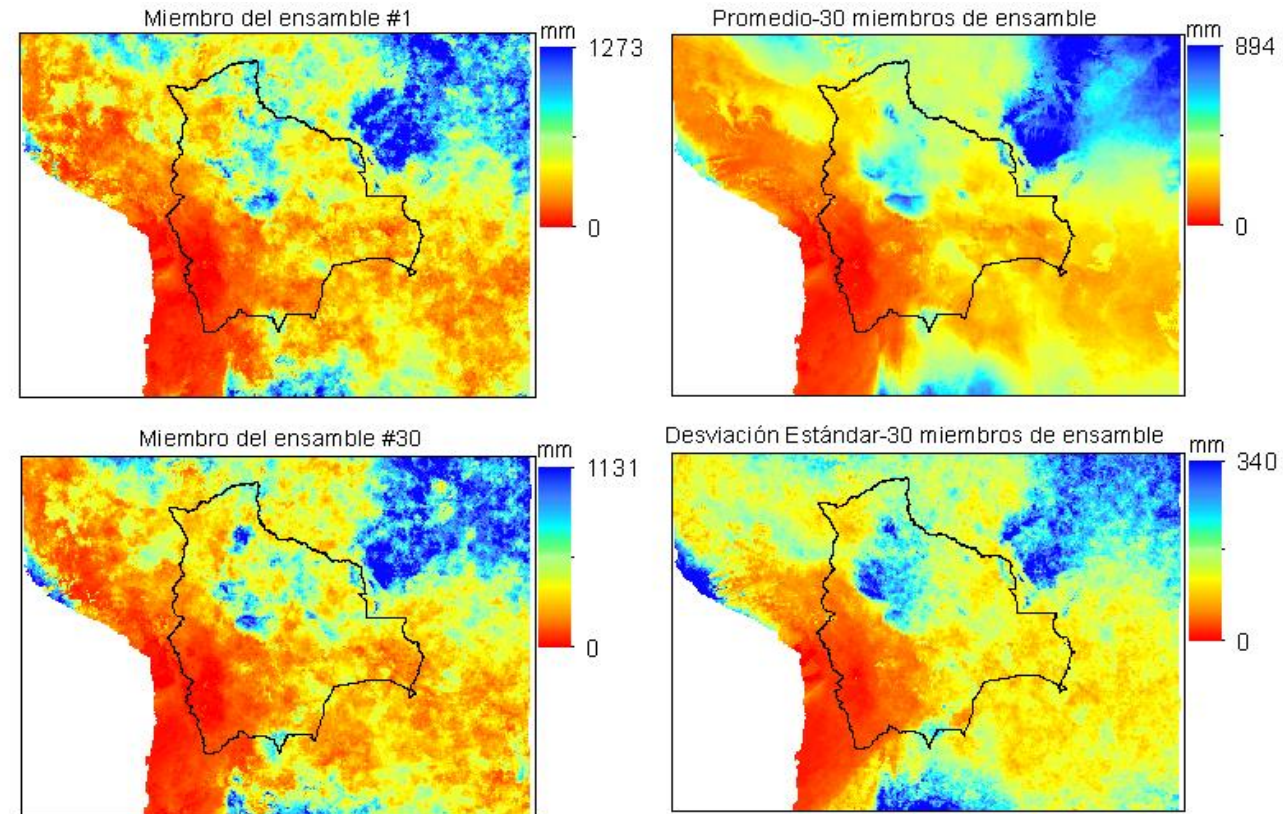 Miembro del ensamble #1
mm
1273
0
Promedio-30 miembros de ensamble
mm
894
0
Miembro del ensamble #30
mm
1131
0
Desviación Estándar-30 miembros de ensamble
mm
340
0